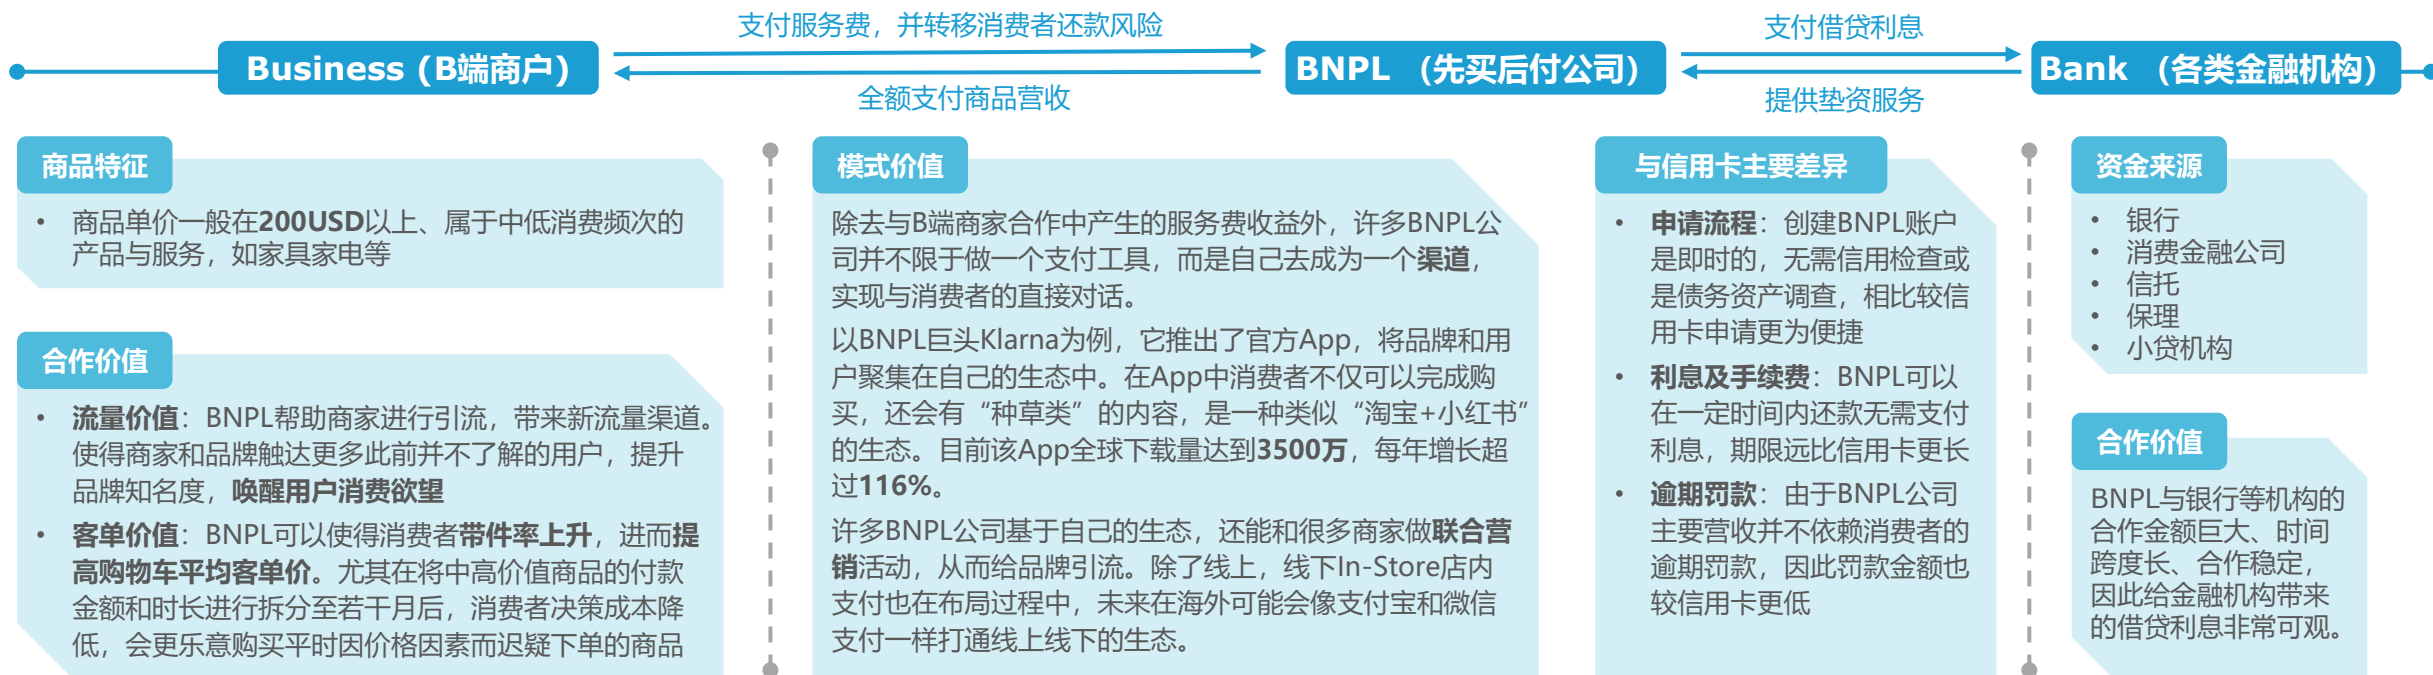 支付服务费，并转移消费者还款风险
支付借贷利息
Business（B端商户）
BNPL （先买后付公司）
Bank （各类金融机构）
全额支付商品营收
提供垫资服务
商品特征
• 商品单价一般在200USD以上、属于中低消费频次的
产品与服务，如家具家电等
合作价值
• 流量价值：BNPL帮助商家进行引流，带来新流量渠道。
使得商家和品牌触达更多此前并不了解的用户，提升
品牌知名度，唤醒用户消费欲望
• 客单价值：BNPL可以使得消费者带件率上升，进而提
高购物车平均客单价。尤其在将中高价值商品的付款
金额和时长进行拆分至若干月后，消费者决策成本降
低，会更乐意购买平时因价格因素而迟疑下单的商品
模式价值
除去与B端商家合作中产生的服务费收益外，许多BNPL公
司并不限于做一个支付工具，而是自己去成为一个渠道，
实现与消费者的直接对话。
以BNPL巨头Klarna为例，它推出了官方App，将品牌和用
户聚集在自己的生态中。在App中消费者不仅可以完成购
买，还会有“种草类”的内容，是一种类似“淘宝+小红书”
的生态。目前该App全球下载量达到3500万，每年增长超
过116%。
许多BNPL公司基于自己的生态，还能和很多商家做联合营
销活动，从而给品牌引流。除了线上，线下In-Store店内
支付也在布局过程中，未来在海外可能会像支付宝和微信
支付一样打通线上线下的生态。
与信用卡主要差异
• 申请流程：创建BNPL账户
是即时的，无需信用检查或
是债务资产调查，相比较信
用卡申请更为便捷
• 利息及手续费：BNPL可以
在一定时间内还款无需支付
利息，期限远比信用卡更长
• 逾期罚款：由于BNPL公司
主要营收并不依赖消费者的
逾期罚款，因此罚款金额也
较信用卡更低
资金来源
• 银行
• 消费金融公司
• 信托
• 保理
• 小贷机构
合作价值
BNPL与银行等机构的
合作金额巨大、时间
跨度长、合作稳定，
因此给金融机构带来
的借贷利息非常可观。